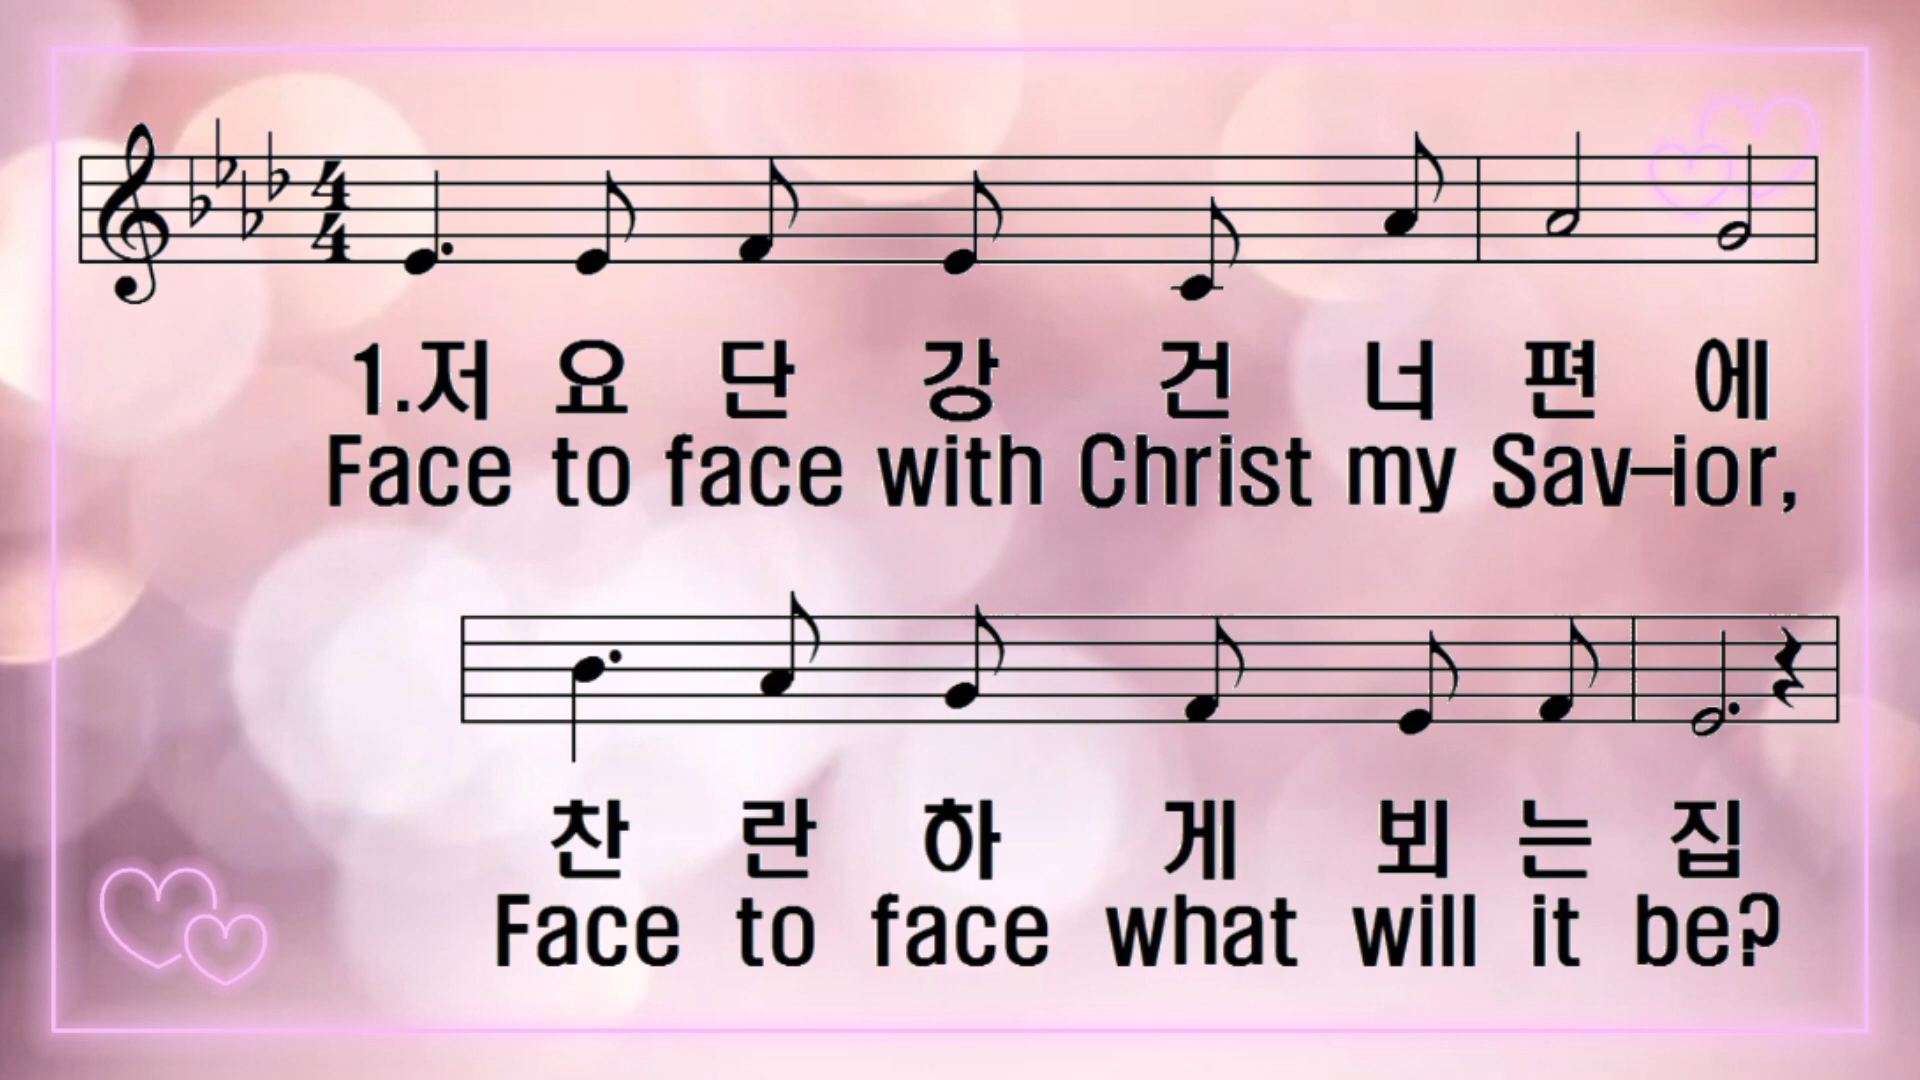 1.저 요 단 강 건 너 편 에
Face to face with Christ my Sav-ior,
찬 란 하 게 뵈 는 집
Face to face what will it be?